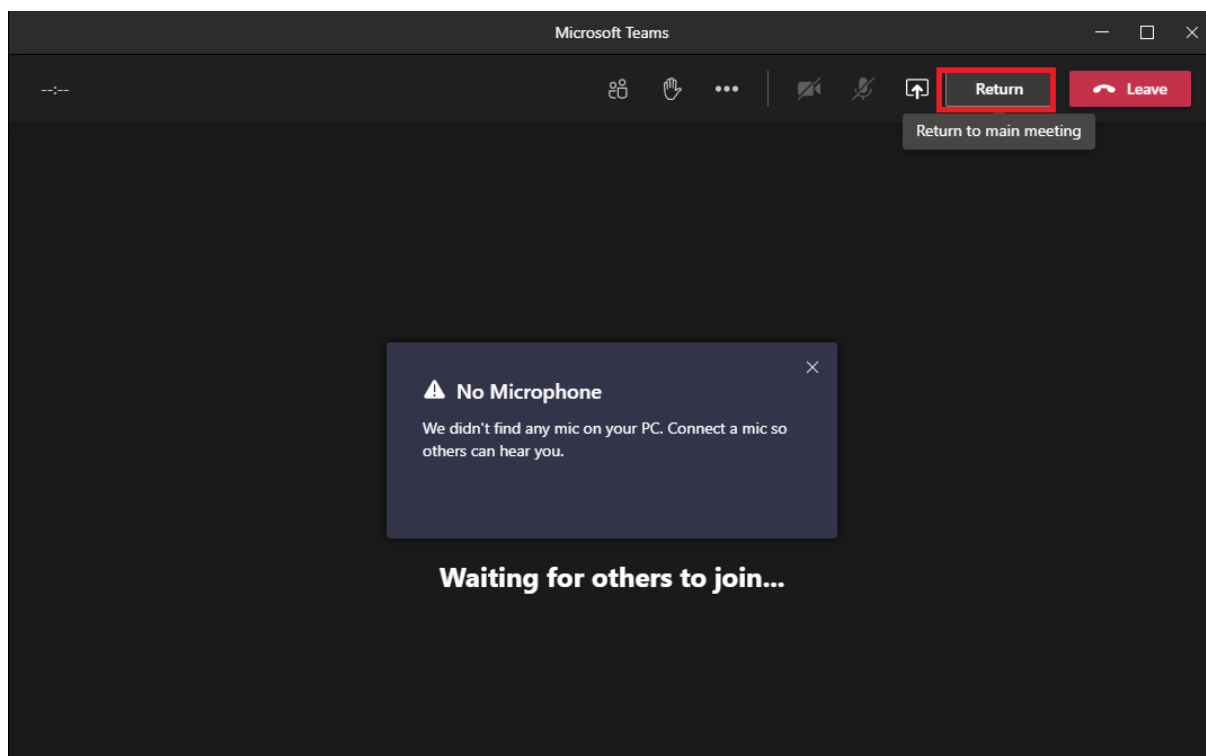 Microsoft Teams
--:--
Return
Leave
Return to main meeting
No Microphone
We didn't find any mic on your PC. Connect a mic so
others can hear you.
Waiting for others to join...